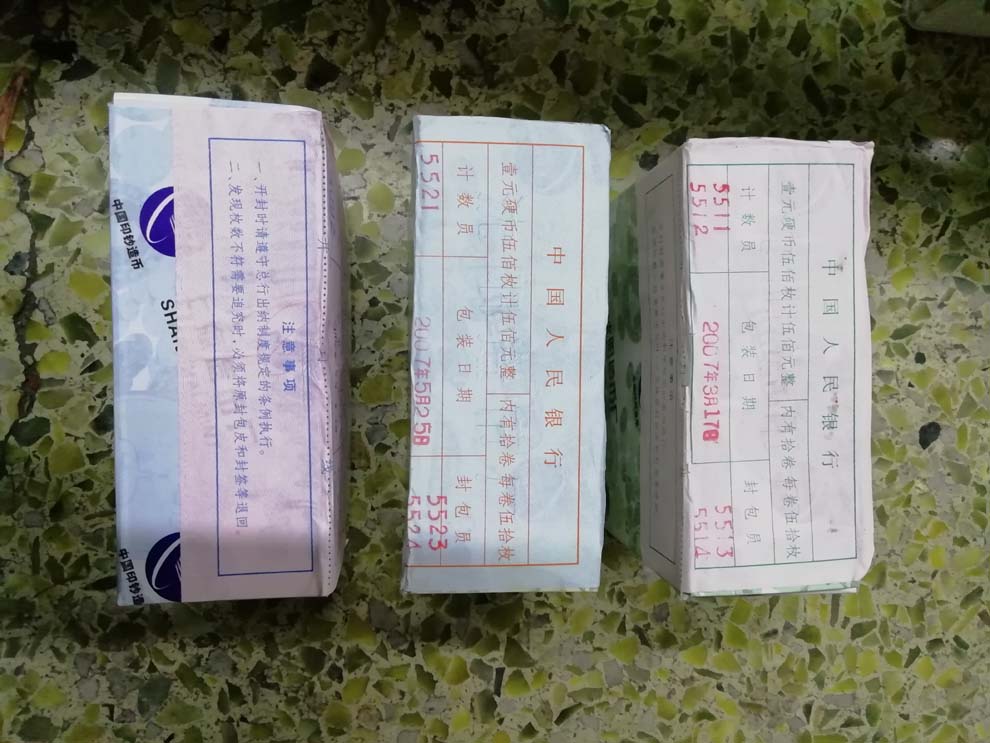 中国印钞造币
SHA
中国印钞造币
注意事项
一、开封时请遵守总行出纳制度规定的条例执行。
二、发现枚数不符需要追究时，必须将原封包皮和封签等退回。
开
中国人民银行
壹元硬币伍佰枚计伍佰元整 内有拾卷每卷伍拾枚
计数员 包装日期 封包员
5521 2007年5月25日 5523
5524
中国人民银行
壹元硬币伍佰枚计伍佰元整 内有拾卷每卷伍拾枚
计数员 包装日期 封包员
5511 2007年3月17日 5513
5512 5514